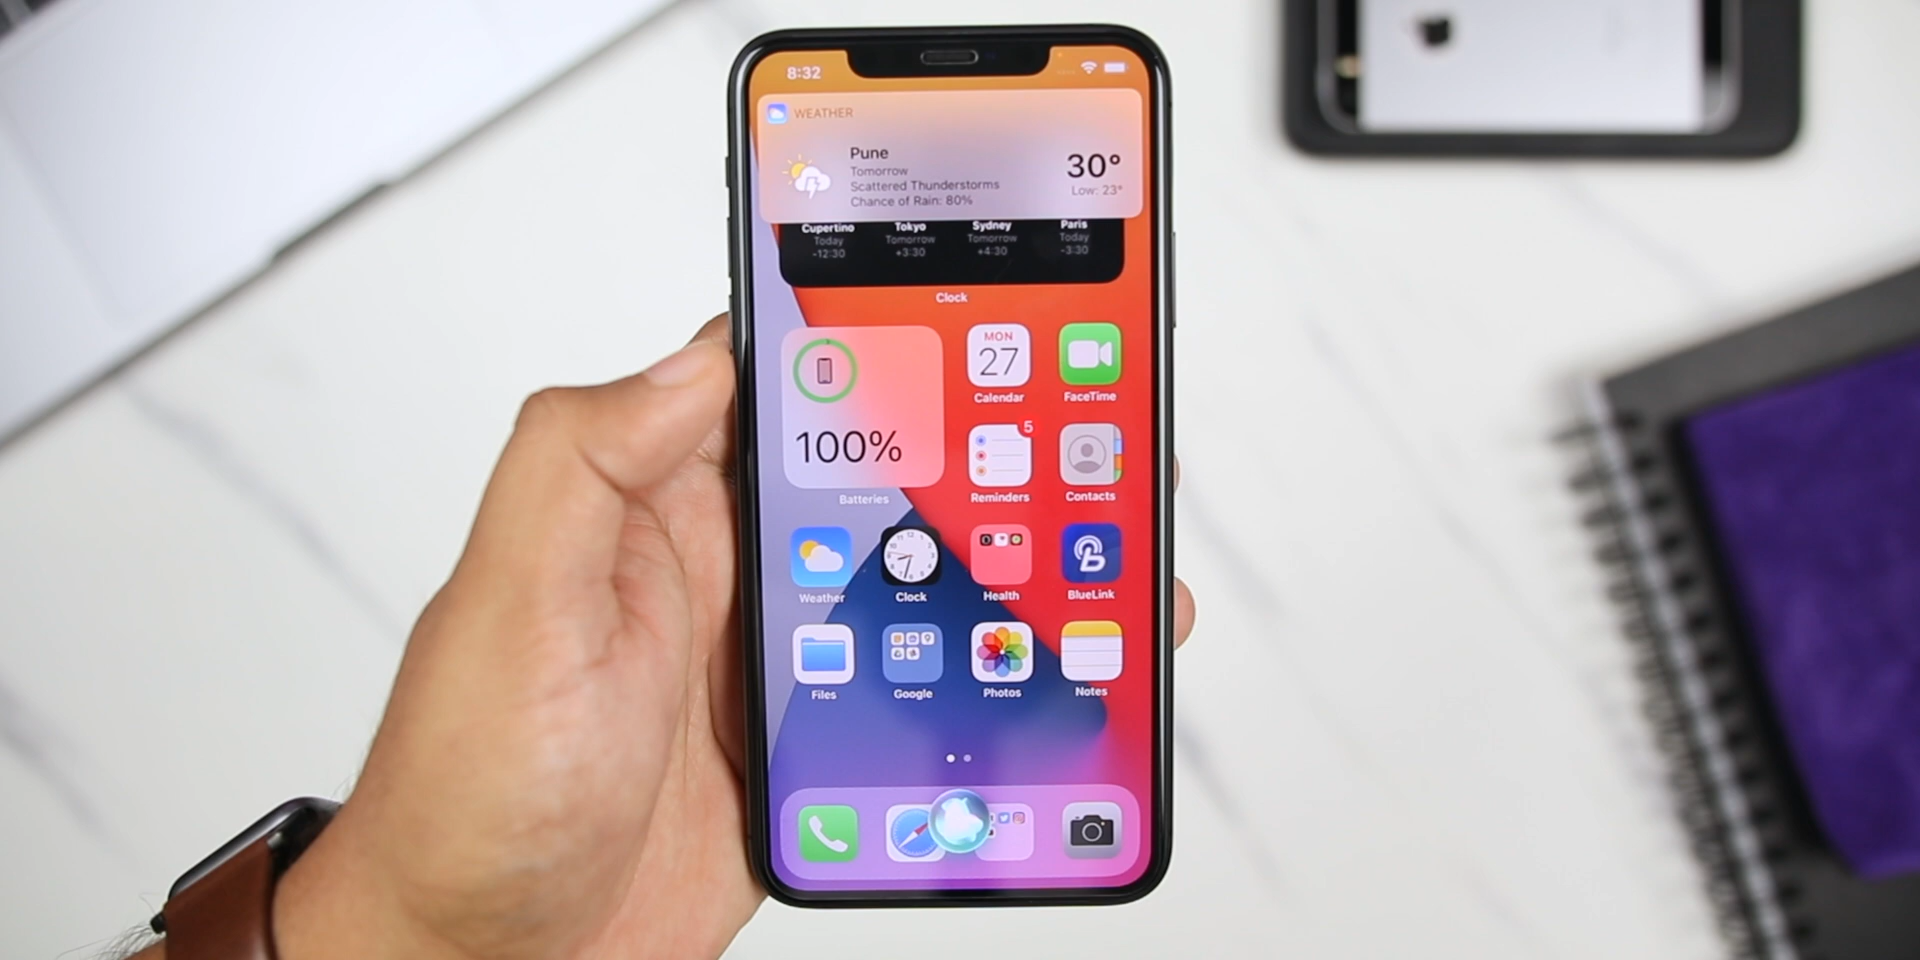 8:32
WEATHER
Pune
Tomorrow
Scattered Thunderstorms
Chance of Rain: 80%
30°
Low: 23°
Cupertino Tokyo Sydney Paris
Today Tomorrow Tomorrow Today
-12:30 +3:30 +4:30 -3:30
Clock
100%
Batteries
MON
27
Calendar
FaceTime
5
Reminders
Contacts
Weather
Clock
Health
BlueLink
Files
Google
Photos
Notes